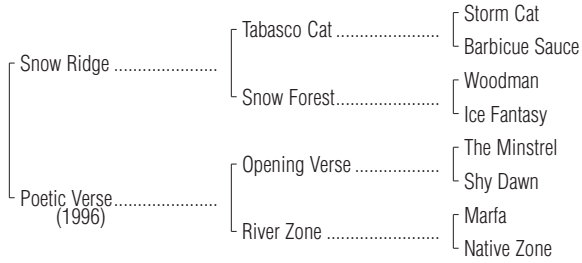 Storm Cat
Tabasco Cat ......................
Barbicue Sauce
Snow Ridge ......................
Woodman
Snow Forest......................
Ice Fantasy
The Minstrel
Opening Verse ..................
Shy Dawn
Poetic Verse......................
(1996)
Marfa
River Zone ........................
Native Zone